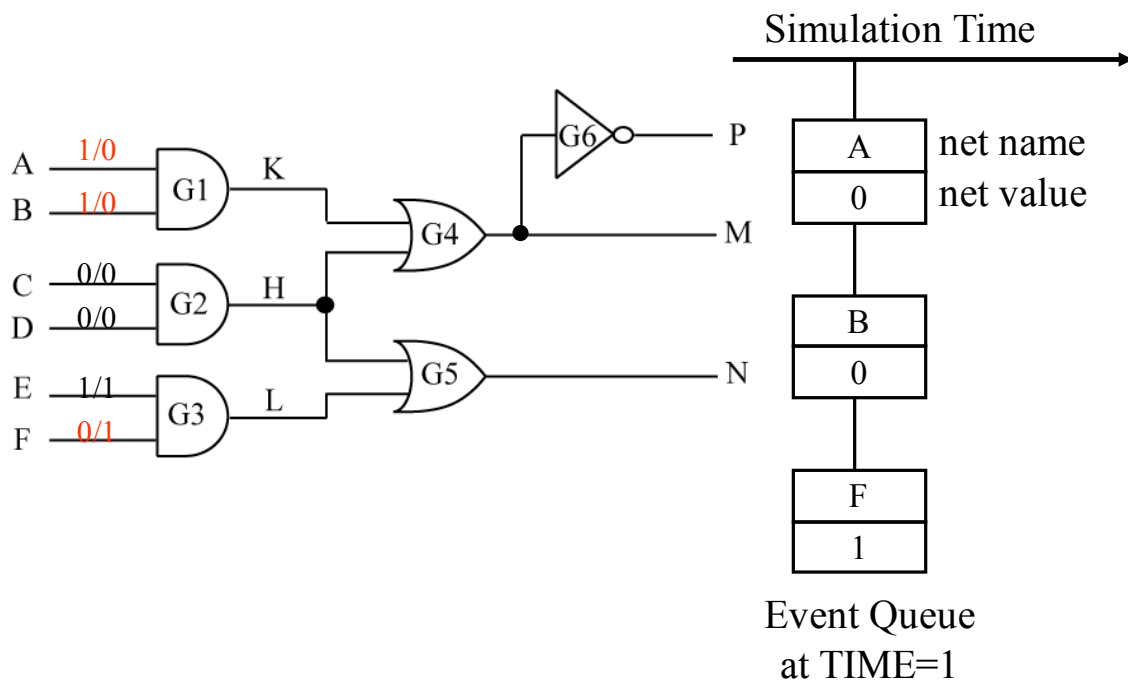 Simulation Time
A 1/0
B 1/0
G1
K
C 0/0
D 0/0
G2
H
E 1/1
F 0/1
G3
L
G4
G5
G6
P
M
N
A net name
0 net value
B
0
F
1
Event Queue
at TIME=1